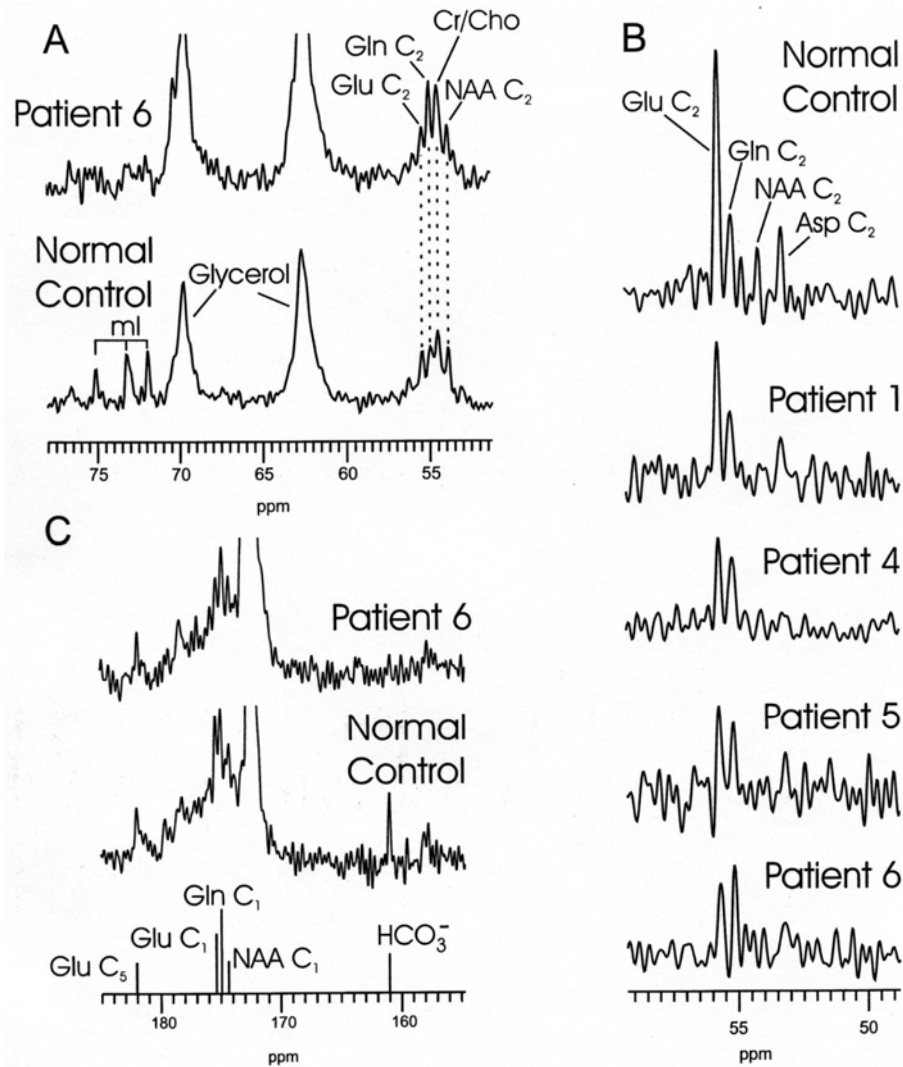 A
Patient 6
Gln C2
Cr/Cho
Glu C2
NAA C2
Normal
Control
mI
Glycerol
75 70 65 60 55
ppm
B
Normal
Control
Glu C2
Gln C2
NAA C2
Asp C2
Patient 1
Patient 4
Patient 5
Patient 6
55 50
ppm
C
Patient 6
Normal
Control
Gln C1
Glu C1
Glu C5
NAA C1
HCO3−
180 170 160
ppm